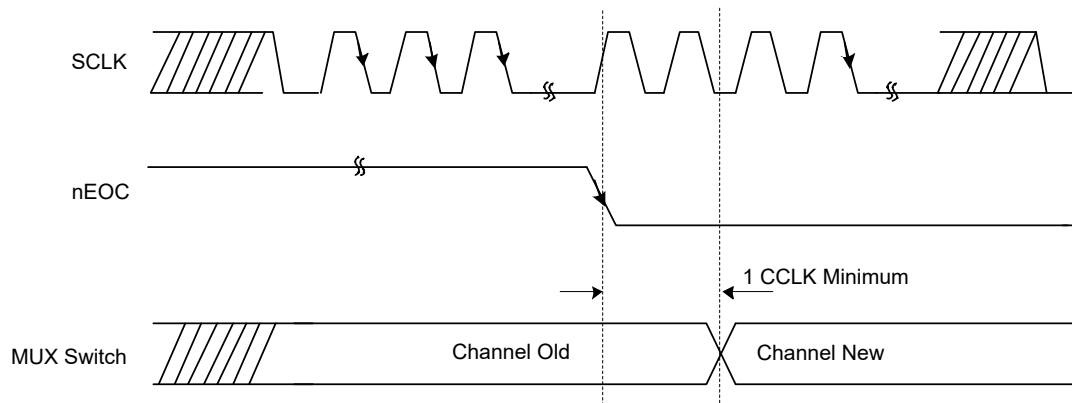 SCLK
nEOC
1 CCLK Minimum
MUX Switch
Channel Old
Channel New